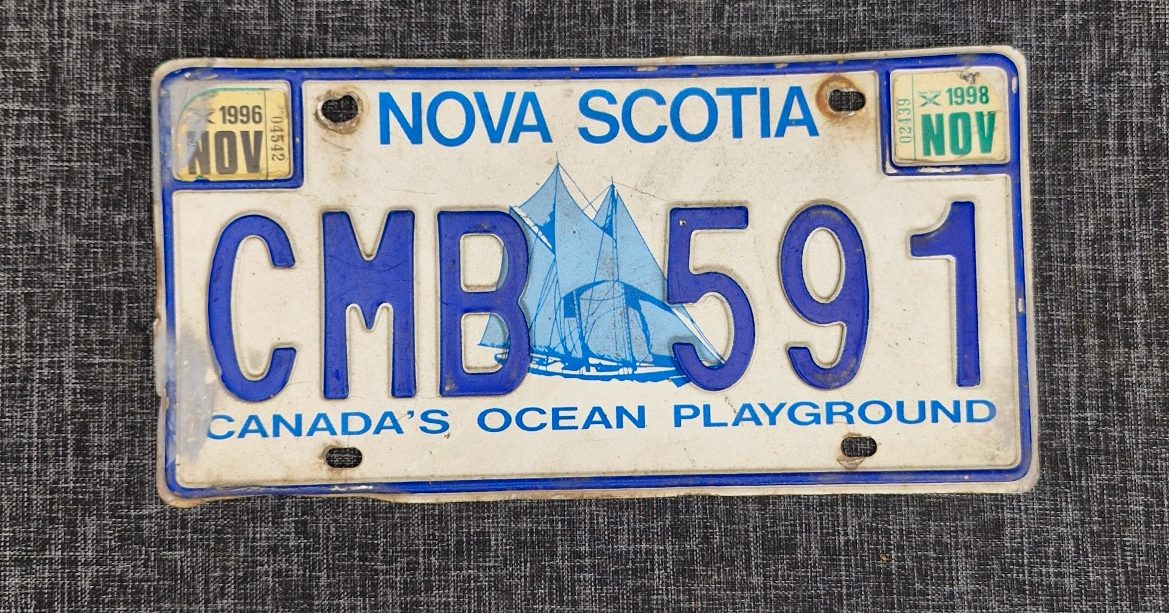 1996
NOV
04542
NOVA SCOTIA
1998
NOV
02439
CMB 591
CANADA'S OCEAN PLAYGROUND